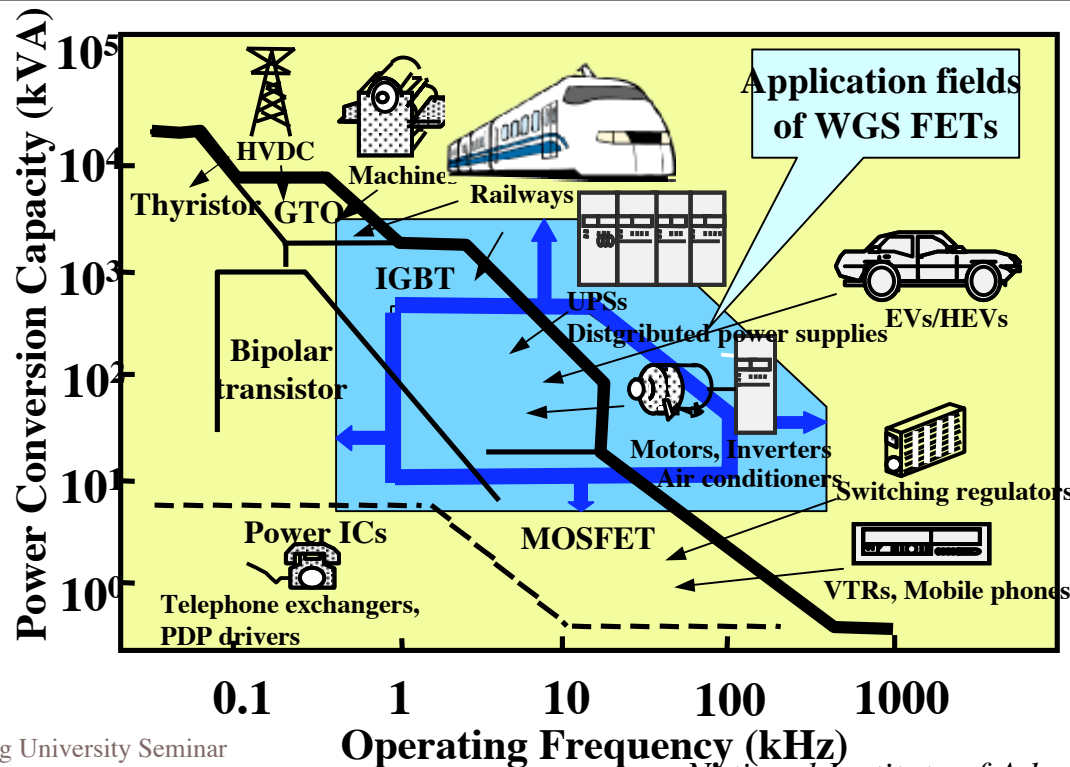 Power Conversion Capacity (kVA)
10⁵
10⁴
10³
10²
10¹
10⁰
Application fields
of WGS FETs
HVDC
Machines
Railways
Thyristor
GTO
IGBT
UPSs
Distgributed power supplies
EVs/HEVs
Bipolar
transistor
Motors, Inverters
Air conditioners
Switching regulators
Power ICs
MOSFET
VTRs, Mobile phones
Telephone exchangers,
PDP drivers
0.1
1
10
100
1000
Operating Frequency (kHz)
g University Seminar